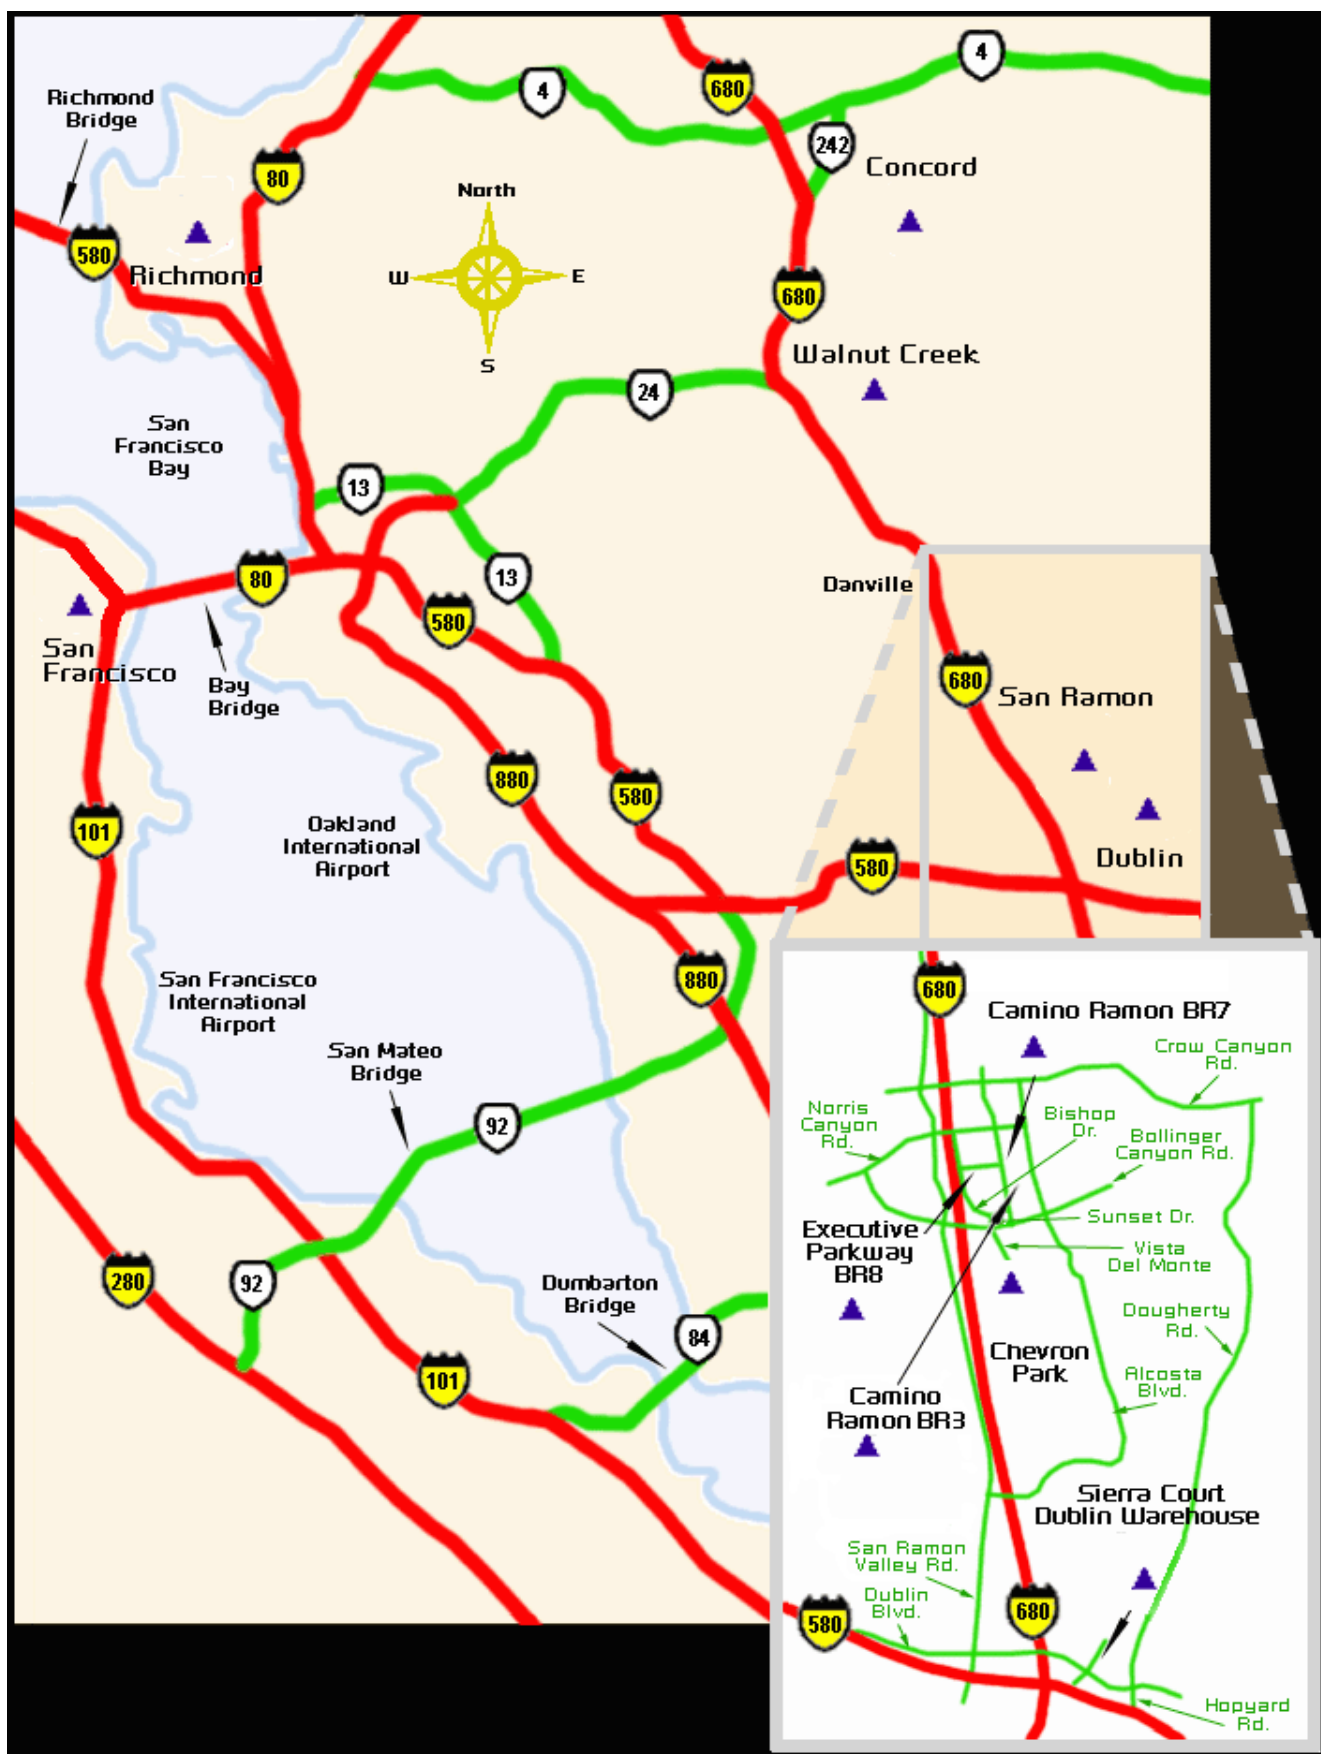 4
680
4
Richmond
Bridge
242
Concord
80
North
580
Richmond
W
E
680
S
Walnut Creek
24
San
Francisco
Bay
13
80
13
Danville
580
San
Francisco
Bay
Bridge
680
San Ramon
880
580
101
Oakland
International
Airport
580
Dublin
San Francisco
International
Airport
880
San Mateo
Bridge
92
280
92
Dumbarton
Bridge
84
101
680
Camino Ramon BR7
Crow Canyon
Rd.
Norris
Canyon
Rd.
Bishop
Dr.
Bollinger
Canyon Rd.
Executive
Parkway
BR8
Sunset Dr.
Vista
Del Monte
Dougherty
Rd.
Chevron
Park
Alcosta
Blvd.
Camino
Ramon BR3
Sierra Court
Dublin Warehouse
San Ramon
Valley Rd.
Dublin
Blvd.
580
680
Hopyard
Rd.